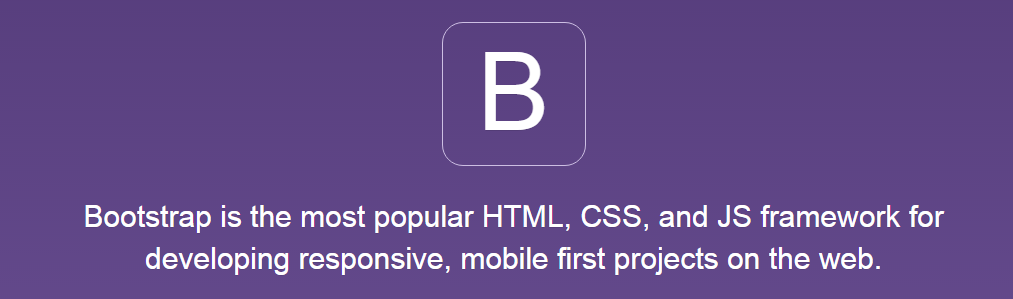 B
Bootstrap is the most popular HTML, CSS, and JS framework for
developing responsive, mobile first projects on the web.